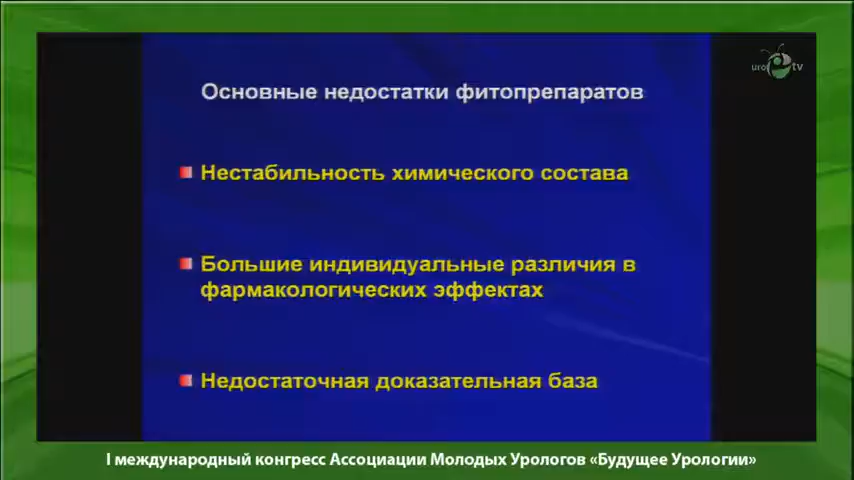 uro tv
Основные недостатки фитопрепаратов
Нестабильность химического состава
Большие индивидуальные различия в
фармакологических эффектах
Недостаточная доказательная база
I международный конгресс Ассоциации Молодых Урологов «Будущее Урологии»